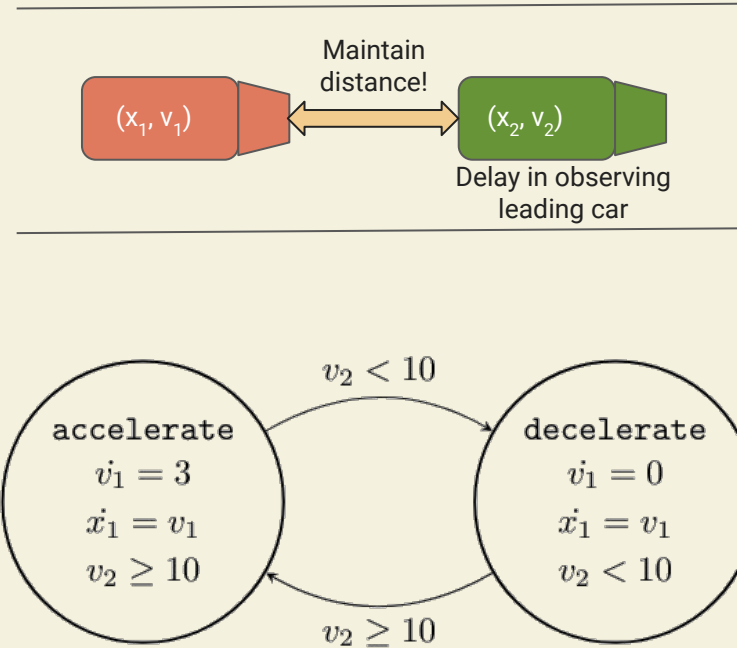 Maintain
distance!
(x₁, v₁)
(x₂, v₂)
Delay in observing
leading car
v₂ < 10
accelerate
v̇₁ = 3
ẋ₁ = v₁
v₂ ≥ 10
decelerate
v̇₁ = 0
ẋ₁ = v₁
v₂ < 10
v₂ ≥ 10